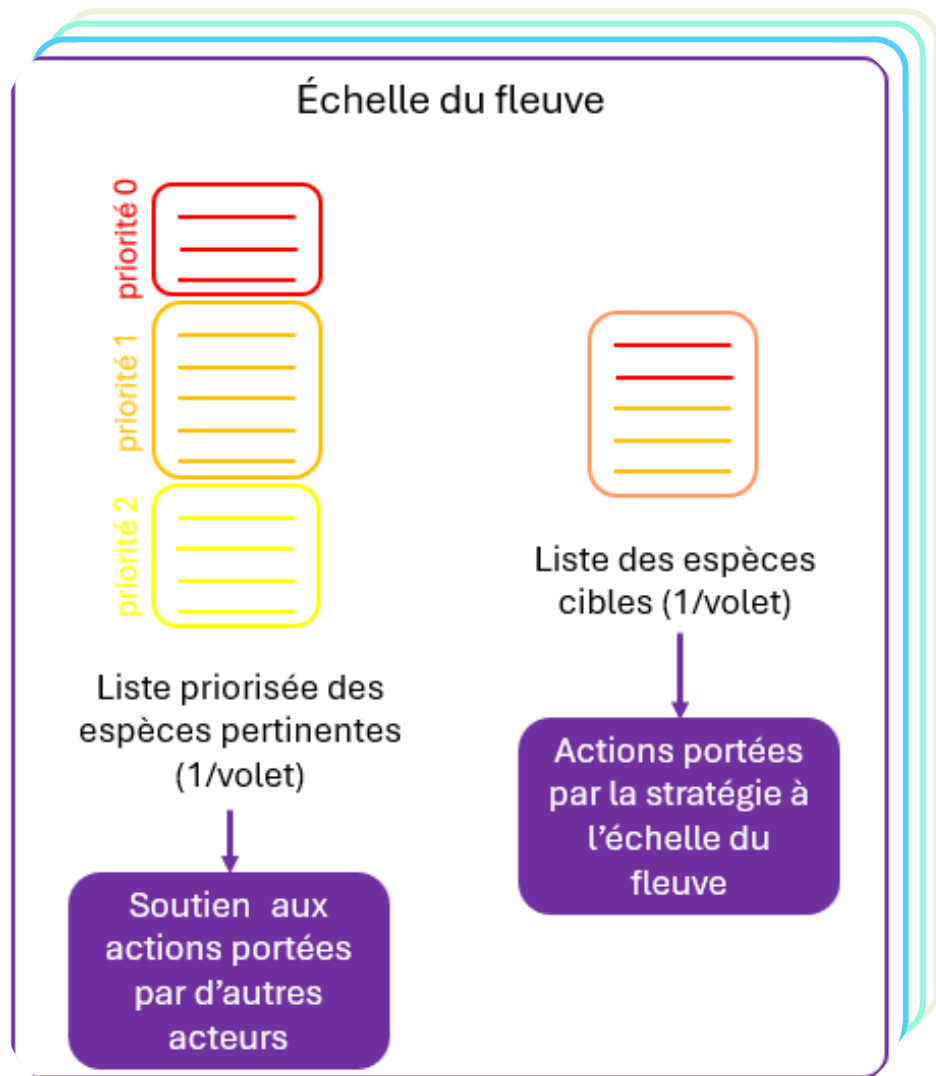 Échelle du fleuve
priorité 0
priorité 1
priorité 2
Liste priorisée des
espèces pertinentes
(1/volet)
Soutien aux
actions portées
par d’autres
acteurs
Liste des espèces
cibles (1/volet)
Actions portées
par la stratégie à
l’échelle du
fleuve